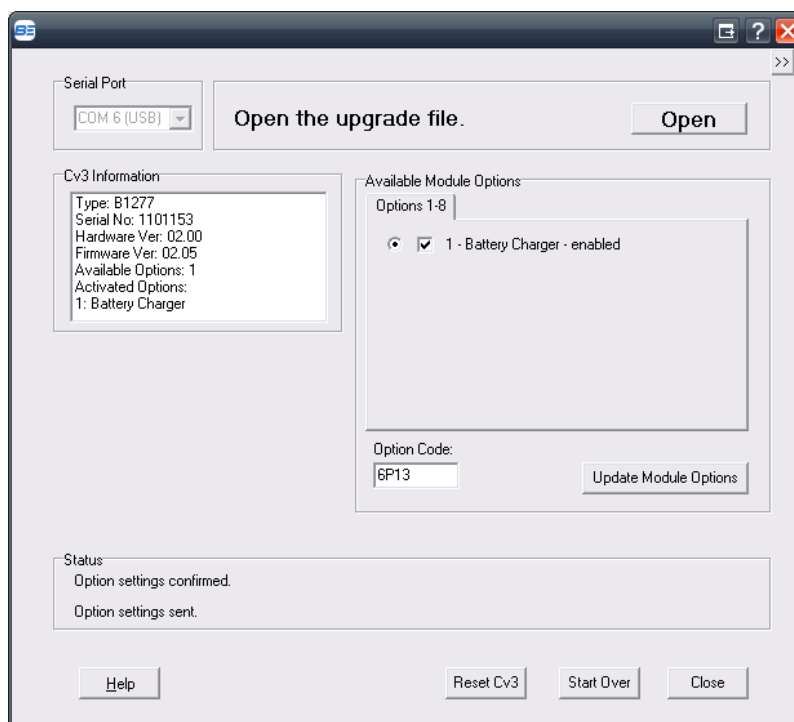 BE
?
>>
Serial Port
COM 6 (USB)
Open the upgrade file.
Open
Cv3 Information
Type: B1277
Serial No: 1101153
Hardware Ver: 02.00
Firmware Ver: 02.05
Available Options: 1
Activated Options:
1: Battery Charger
Available Module Options
Options 1-8
1 - Battery Charger - enabled
Option Code:
6P13
Update Module Options
Status
Option settings confirmed.
Option settings sent.
Help
Reset Cv3
Start Over
Close